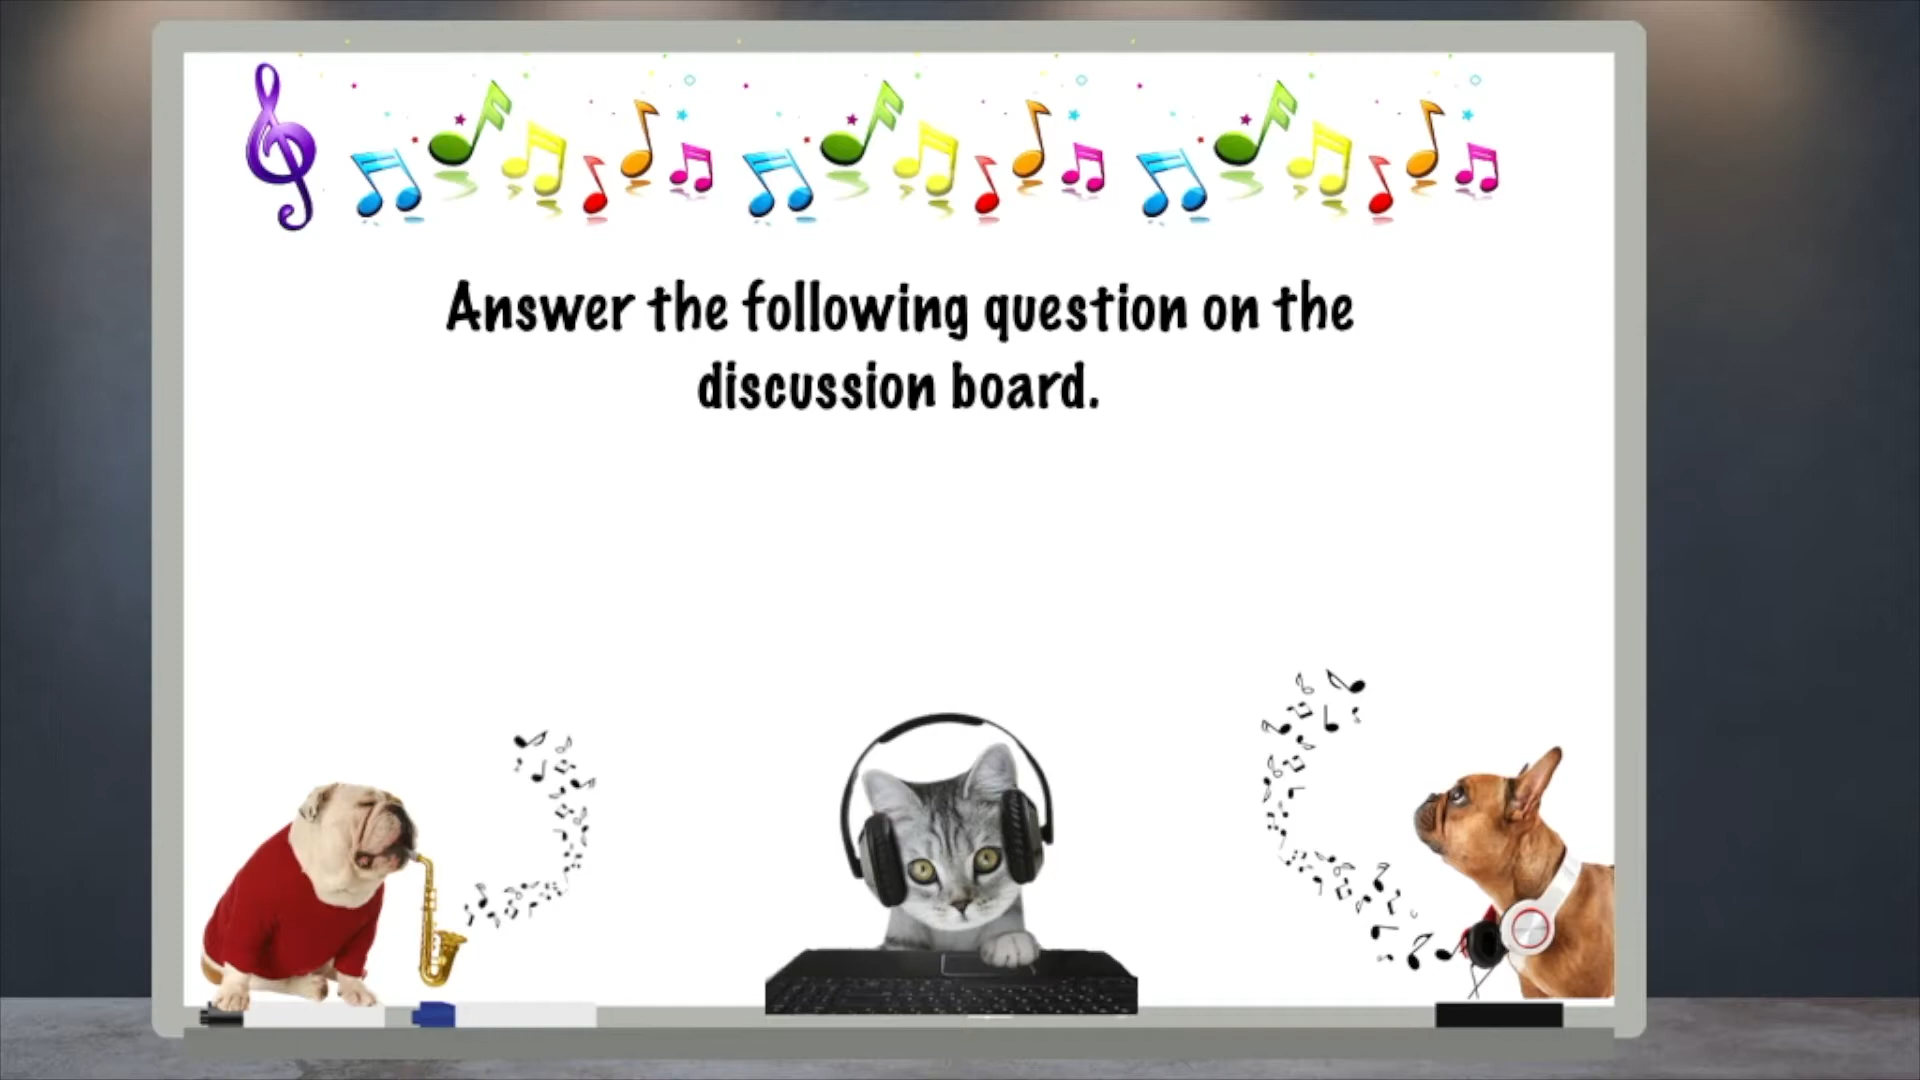 Answer the following question on the
discussion board.